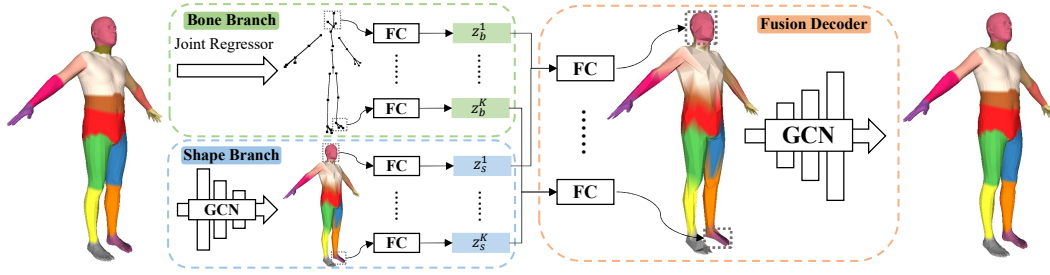 Bone Branch
Joint Regressor
FC
z_b^1
FC
z_b^K
Shape Branch
GCN
FC
z_s^1
FC
z_s^K
Fusion Decoder
FC
FC
GCN